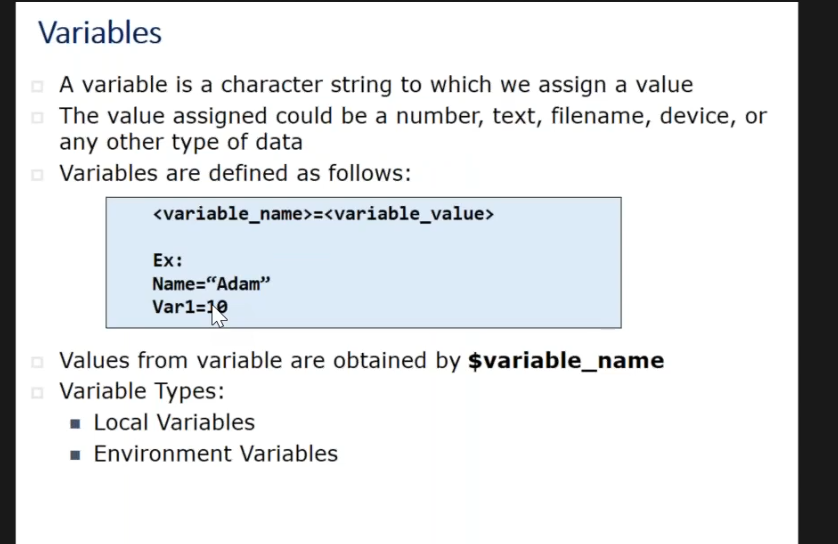 Variables
A variable is a character string to which we assign a value
The value assigned could be a number, text, filename, device, or
any other type of data
Variables are defined as follows:
<variable_name>=<variable_value>
Ex:
Name=“Adam”
Var1=10
Values from variable are obtained by $variable_name
Variable Types:
Local Variables
Environment Variables